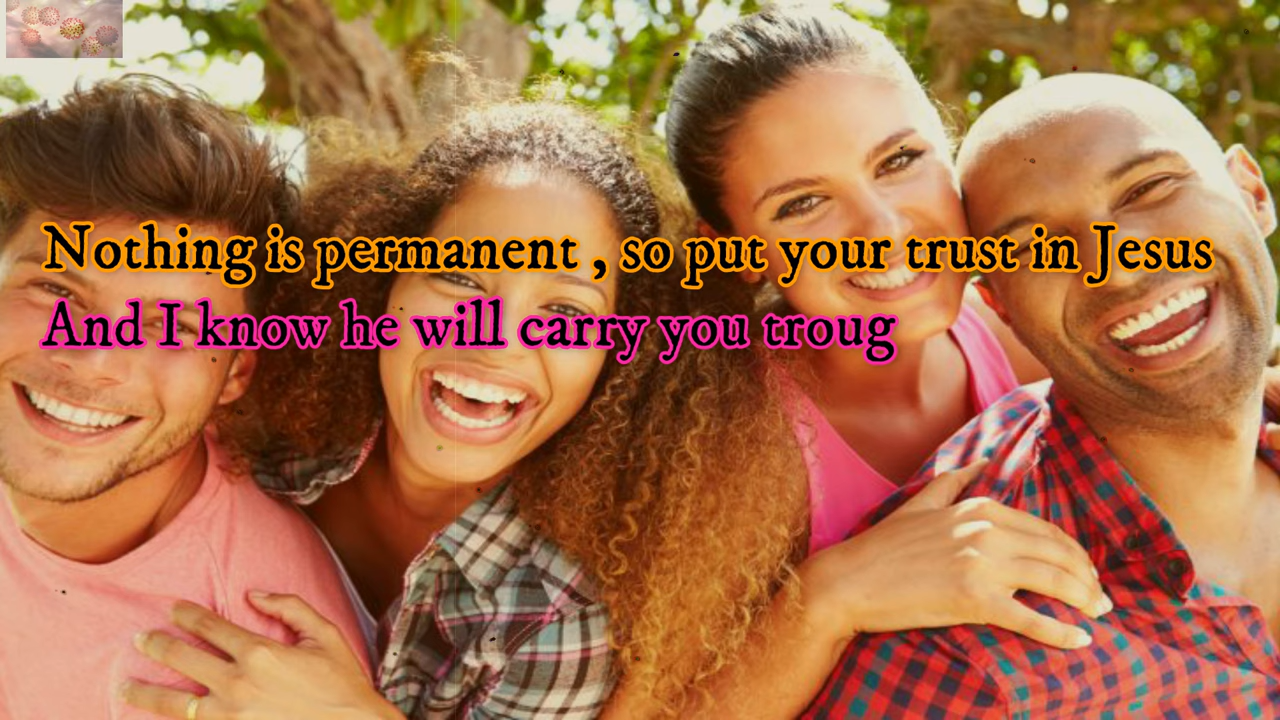 Nothing is permanent , so put your trust in Jesus
And I know he will carry you troug